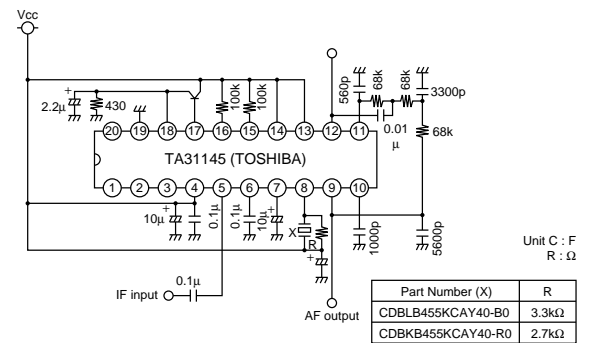 Vcc
560p
68k
68k
3300p
2.2μ
+
430
100k
100k
0.01
μ
68k
20
19
18
17
16
15
14
13
12
11
TA31145 (TOSHIBA)
1
2
3
4
5
6
7
8
9
10
10μ
+
0.1μ
0.1μ
10μ
+
X
R
+
1000p
5600p
Unit C : F
R : Ω
IF input
0.1μ
AF output
Part Number (X) R
CDBLB455KCAY40-B0 3.3kΩ
CDBKB455KCAY40-R0 2.7kΩ